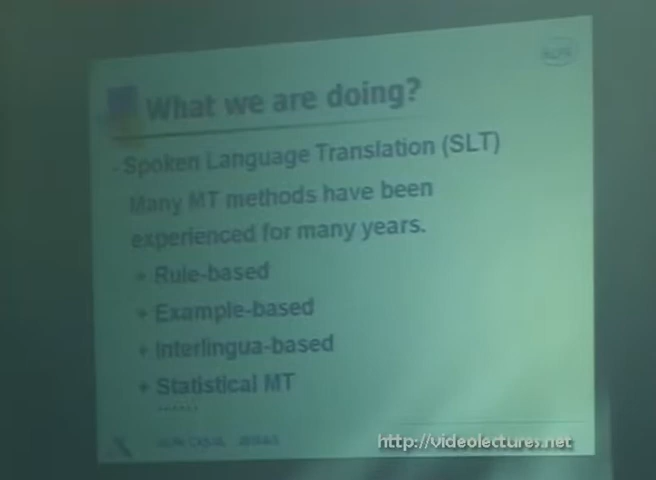 What we are doing?
- Spoken Language Translation (SLT)
Many MT methods have been
experienced for many years.
+ Rule-based
+ Example-based
+ Interlingua-based
+ Statistical MT
......
http://videolectures.net